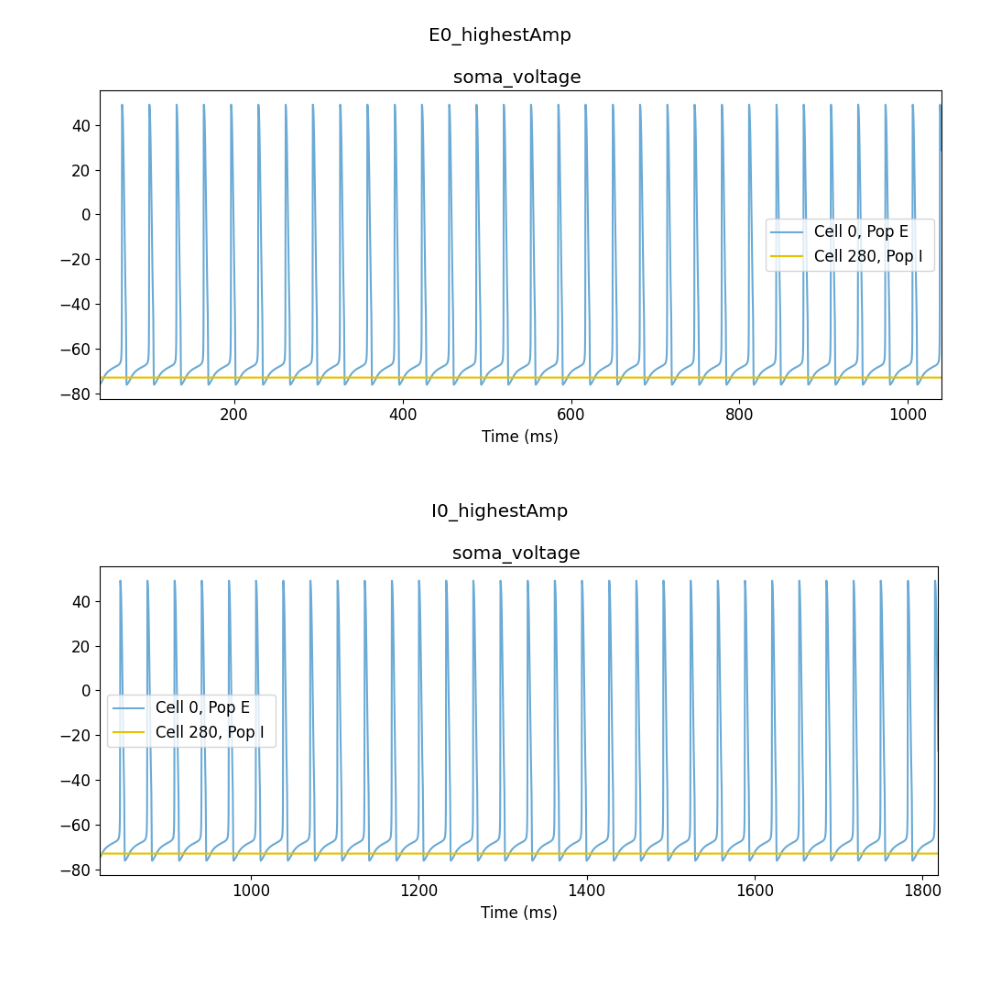 E0_highestAmp
soma_voltage
40
20
0
−20
−40
−60
−80
Cell 0, Pop E
Cell 280, Pop I
200 400 600 800 1000
Time (ms)
I0_highestAmp
soma_voltage
40
20
0
−20
−40
−60
−80
Cell 0, Pop E
Cell 280, Pop I
1000 1200 1400 1600 1800
Time (ms)